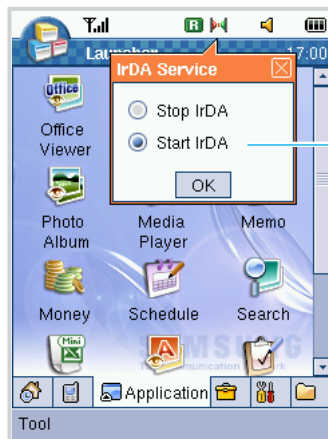 R
Launcher 17:00
IrDA Service
Stop IrDA
Start IrDA
OK
Office
Office
Viewer
Photo
Album
Media
Player
Memo
Money
Schedule
Search
Mini
X
A
SAMSUNG
Application
Tool